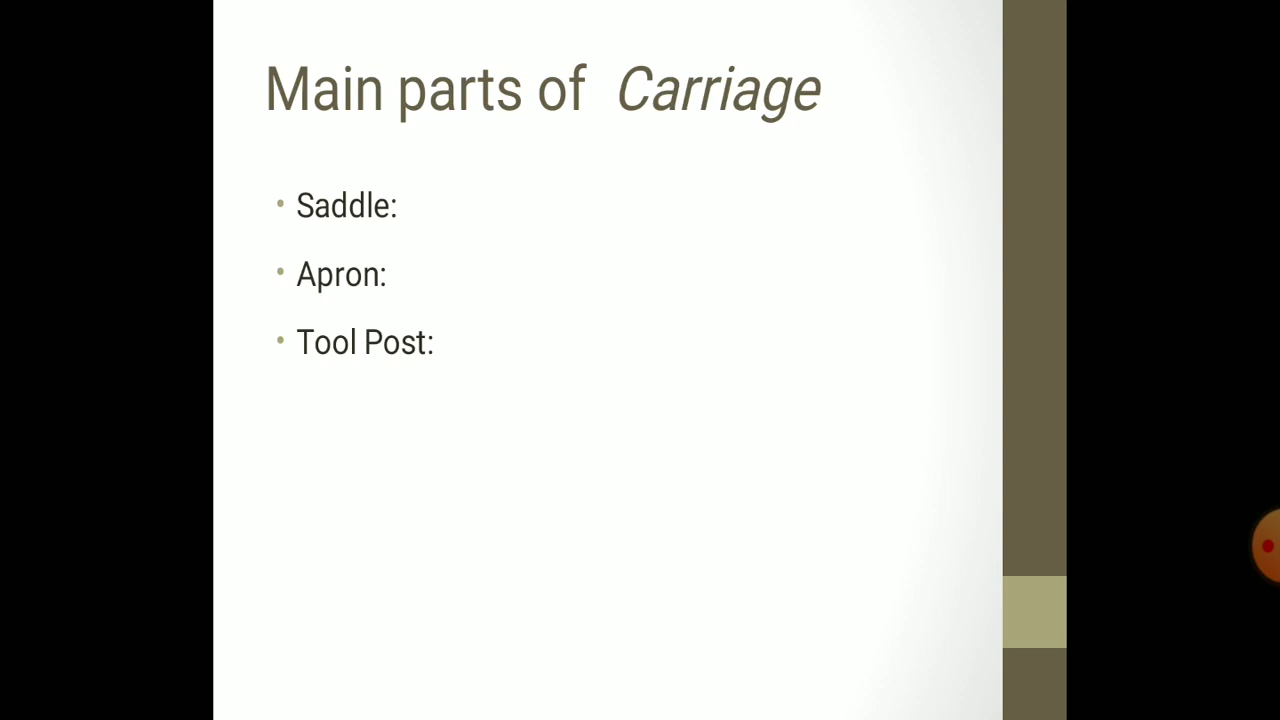 Main parts of Carriage
• Saddle:
• Apron:
• Tool Post: